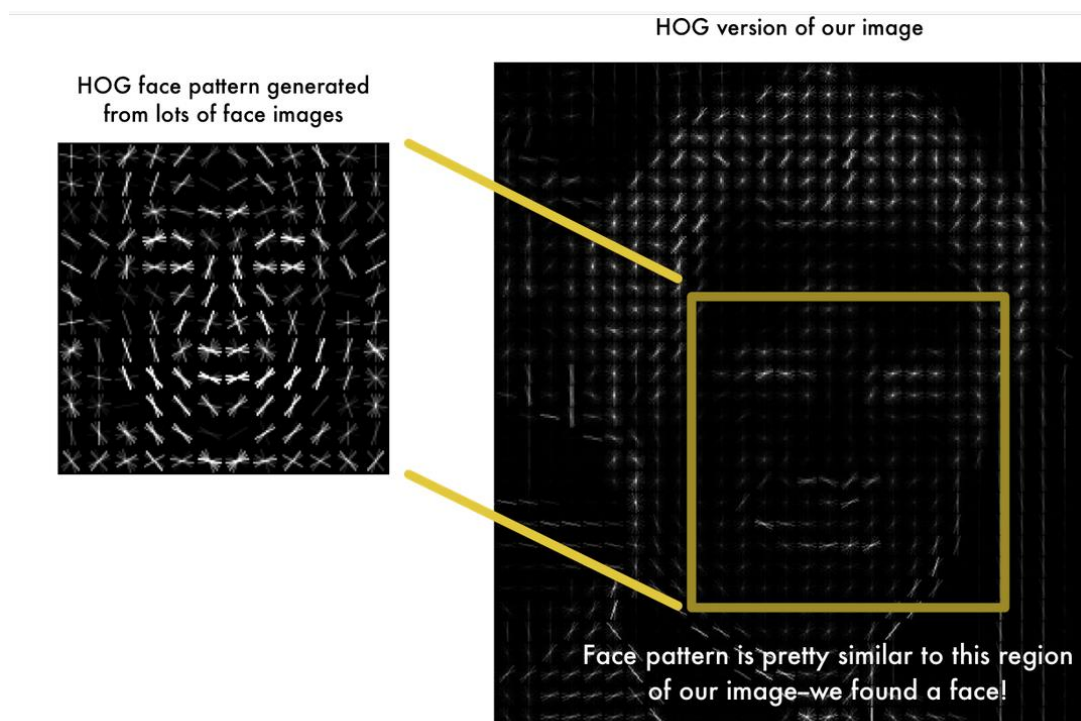 HOG version of our image
HOG face pattern generated
from lots of face images
Face pattern is pretty similar to this region
of our image–we found a face!